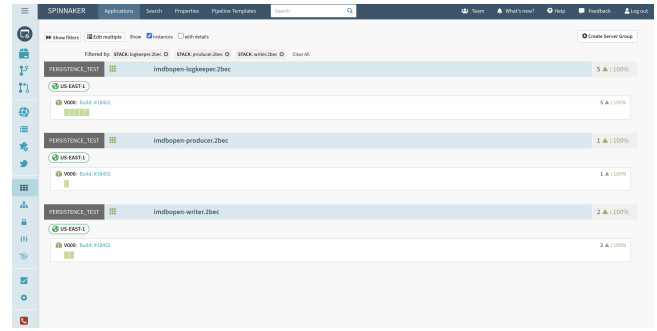 SPINNAKER Applications Search Properties Pipeline Templates Search Team What's new? Help Feedback Log out
Show filters Edit multiple Show Instances with details Create Server Group
Filtered by: STACK: logkeeper.2bec STACK: producer.2bec STACK: writer.2bec Clear All
PERSISTENCE_TEST imdbopen-logkeeper.2bec 5 : 100%
US-EAST-1
V000: Build: #18452 5 : 100%
PERSISTENCE_TEST imdbopen-producer.2bec 1 : 100%
US-EAST-1
V000: Build: #18452 1 : 100%
PERSISTENCE_TEST imdbopen-writer.2bec 2 : 100%
US-EAST-1
V000: Build: #18452 2 : 100%